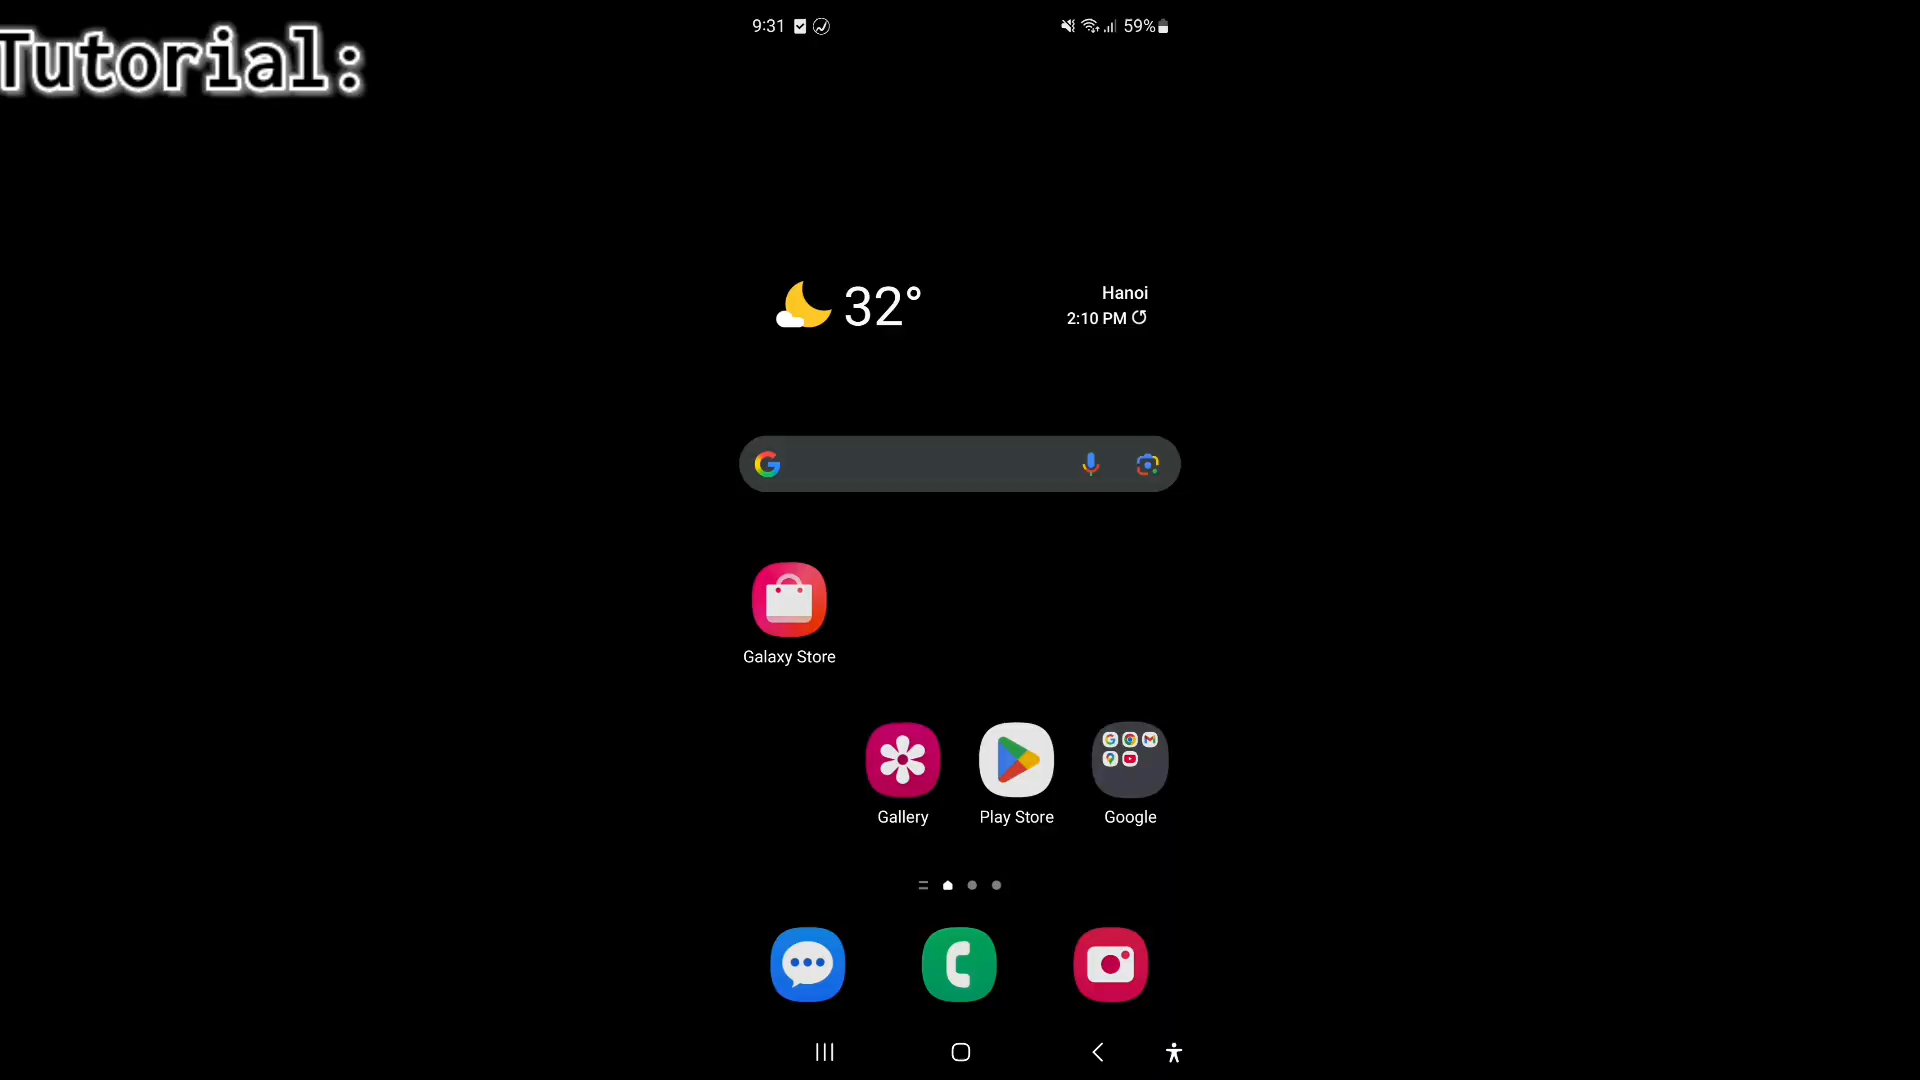 Tutorial:
9:31
59%
32°
Hanoi
2:10 PM
Galaxy Store
Gallery
Play Store
Google